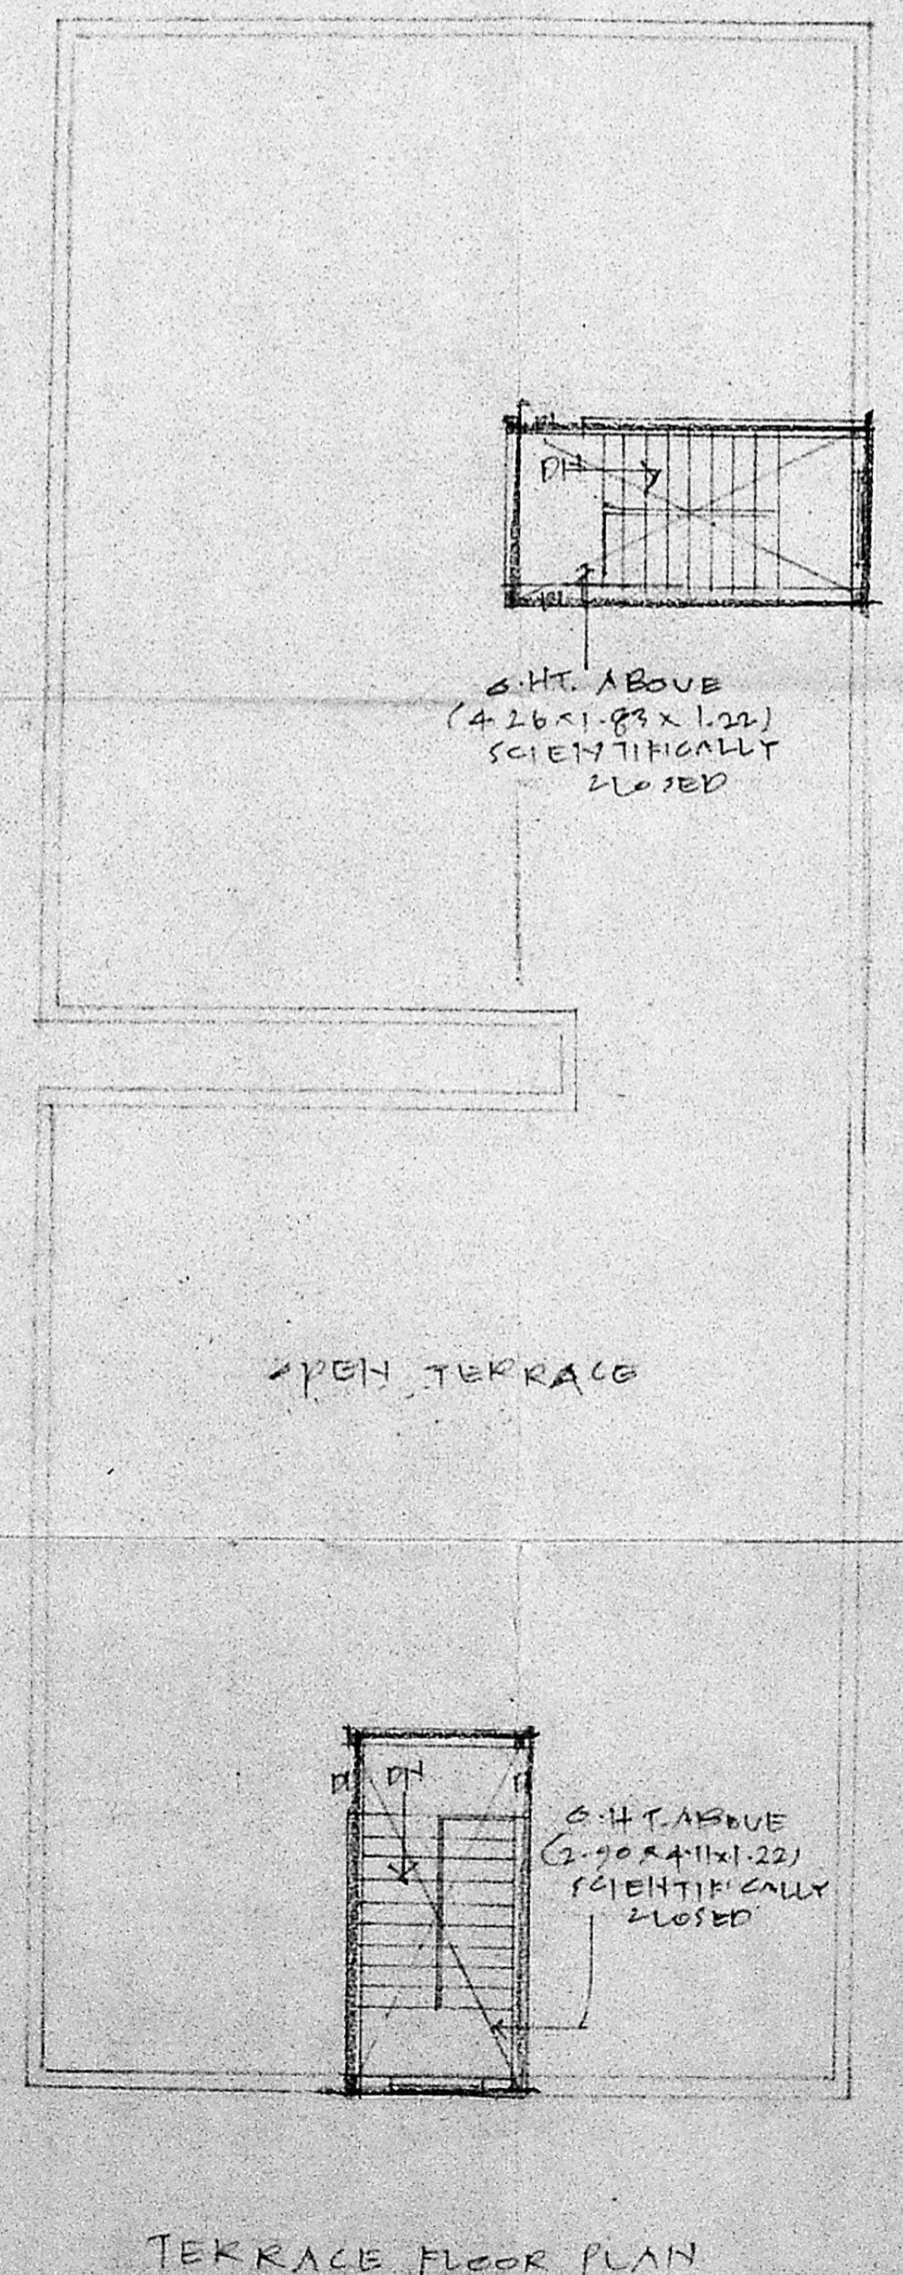 DN
O.HT. ABOVE
(4.26 x 1.83 x 1.22)
SCIENTIFICALLY
CLOSED
OPEN TERRACE
DN
O.HT. ABOVE
(2.90 x 4.11 x 1.22)
SCIENTIFICALLY
CLOSED
TERRACE FLOOR PLAN